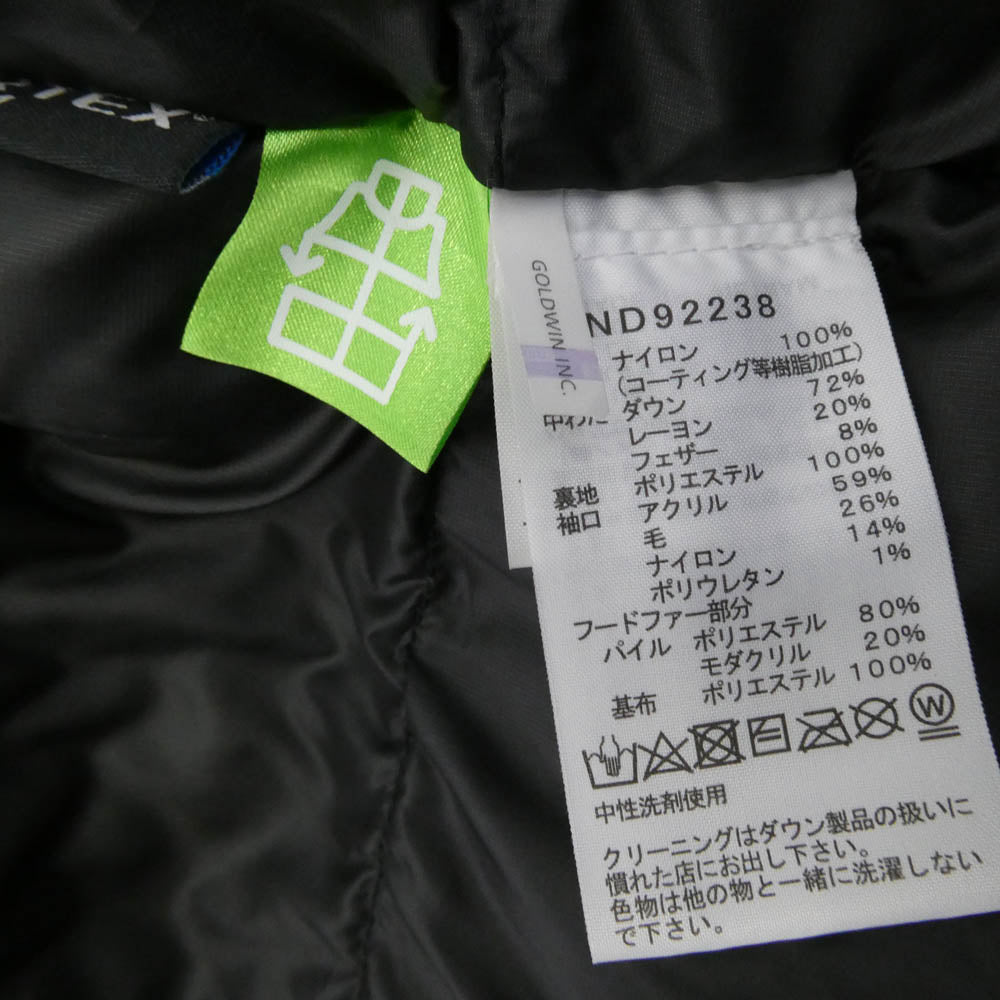 TEX
GOLDWIN INC.
ND92238
ナイロン 100%
(コーティング等樹脂加工)
中わた ダウン 72%
レーヨン 20%
フェザー 8%
裏地 ポリエステル 100%
袖口 アクリル 59%
毛 26%
ナイロン 14%
ポリウレタン 1%
フードファー部分
パイル ポリエステル 80%
モダクリル 20%
基布 ポリエステル 100%
W
中性洗剤使用
クリーニングはダウン製品の扱いに
慣れた店にお出し下さい。
色物は他の物と一緒に洗濯しない
で下さい。